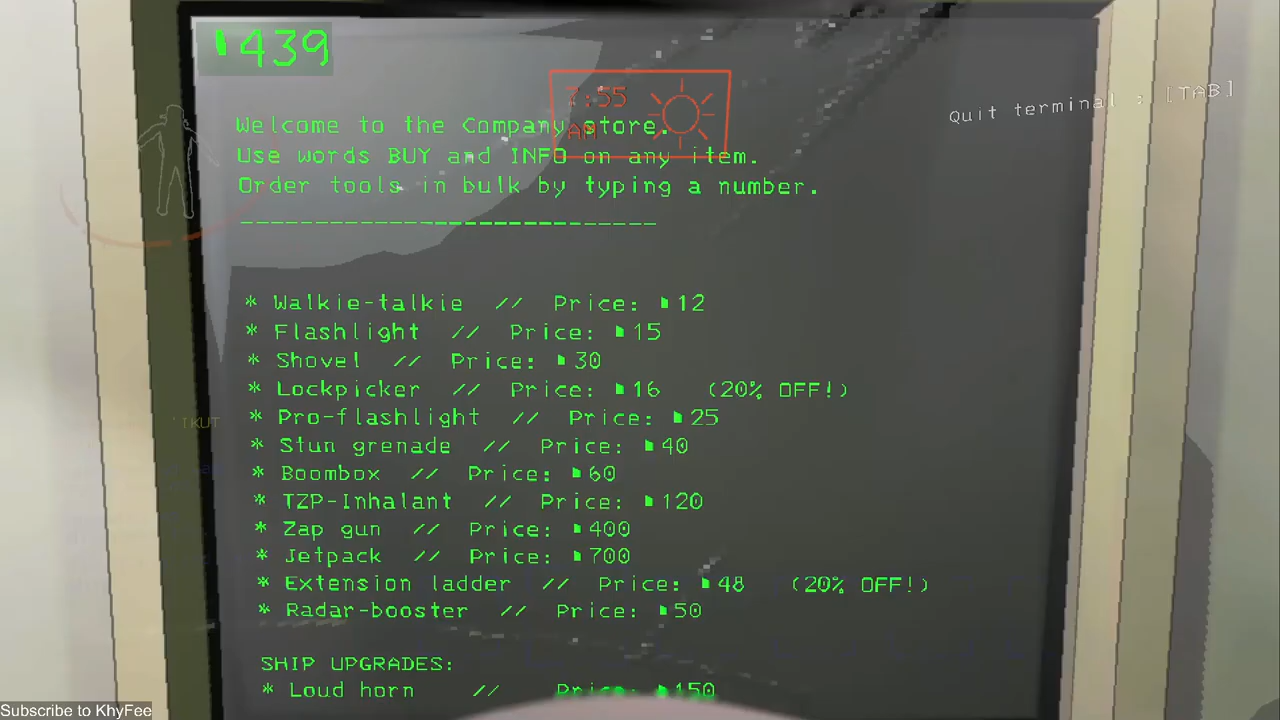 ▮439
7:55
AM
Quit terminal : [TAB]
Welcome to the Company store.
Use words BUY and INFO on any item.
Order tools in bulk by typing a number.
----------------------------
* Walkie-talkie // Price: ▮12
* Flashlight // Price: ▮15
* Shovel // Price: ▮30
* Lockpicker // Price: ▮16 (20% OFF!)
* Pro-flashlight // Price: ▮25
* Stun grenade // Price: ▮40
* Boombox // Price: ▮60
* TZP-Inhalant // Price: ▮120
* Zap gun // Price: ▮400
* Jetpack // Price: ▮700
* Extension ladder // Price: ▮48 (20% OFF!)
* Radar-booster // Price: ▮50
SHIP UPGRADES:
* Loud horn // Price: ▮150
Subscribe to KhyFee